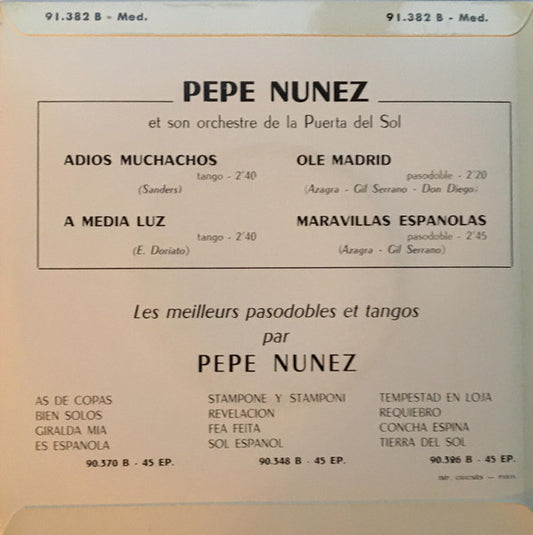 91.382 B - Med. 91.382 B - Med.
PEPE NUNEZ
et son orchestre de la Puerta del Sol
ADIOS MUCHACHOS
tango - 2'40
(Sanders)
OLE MADRID
pasodoble - 2'20
(Azagra - Gil Serrano - Don Diego)
A MEDIA LUZ
tango - 2'40
(E. Doriato)
MARAVILLAS ESPANOLAS
pasodoble - 2'45
(Azagra - Gil Serrano)
Les meilleurs pasodobles et tangos
par
PEPE NUNEZ
AS DE COPAS
BIEN SOLOS
GIRALDA MIA
ES ESPANOLA
90.370 B - 45 EP.
STAMPONE Y STAMPONI
REVELACION
FEA FEITA
SOL ESPANOL
90.348 B - 45 EP.
TEMPESTAD EN LOJA
REQUIEBRO
CONCHA ESPINA
TIERRA DEL SOL
90.396 B - 45 EP.
IMP. — PARIS